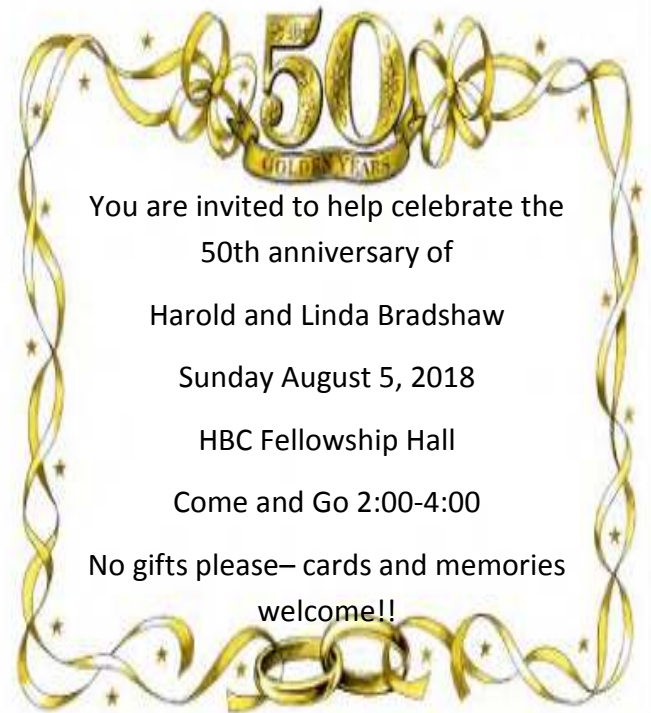 50
GOLDEN YEARS
You are invited to help celebrate the
50th anniversary of
Harold and Linda Bradshaw
Sunday August 5, 2018
HBC Fellowship Hall
Come and Go 2:00-4:00
No gifts please– cards and memories
welcome!!